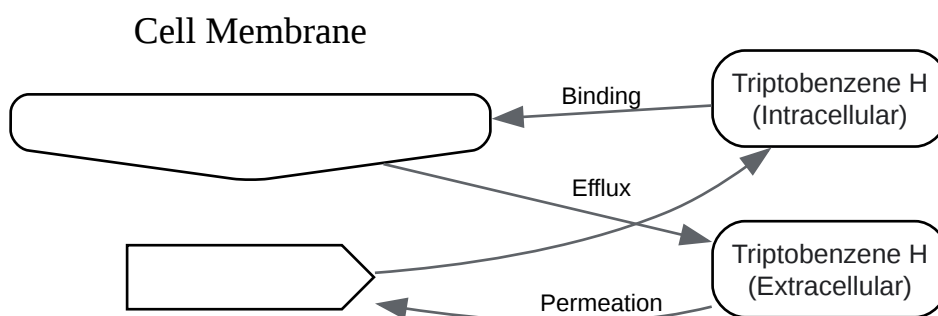 Cell Membrane
Binding
Triptobenzene H
(Intracellular)
Efflux
Triptobenzene H
(Extracellular)
Permeation